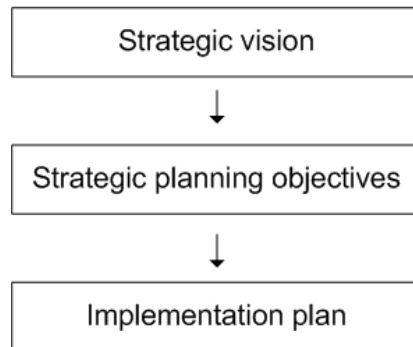 Strategic vision
Strategic planning objectives
Implementation plan